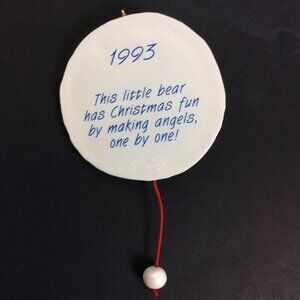 1993
This little bear
has Christmas fun
by making angels,
one by one!